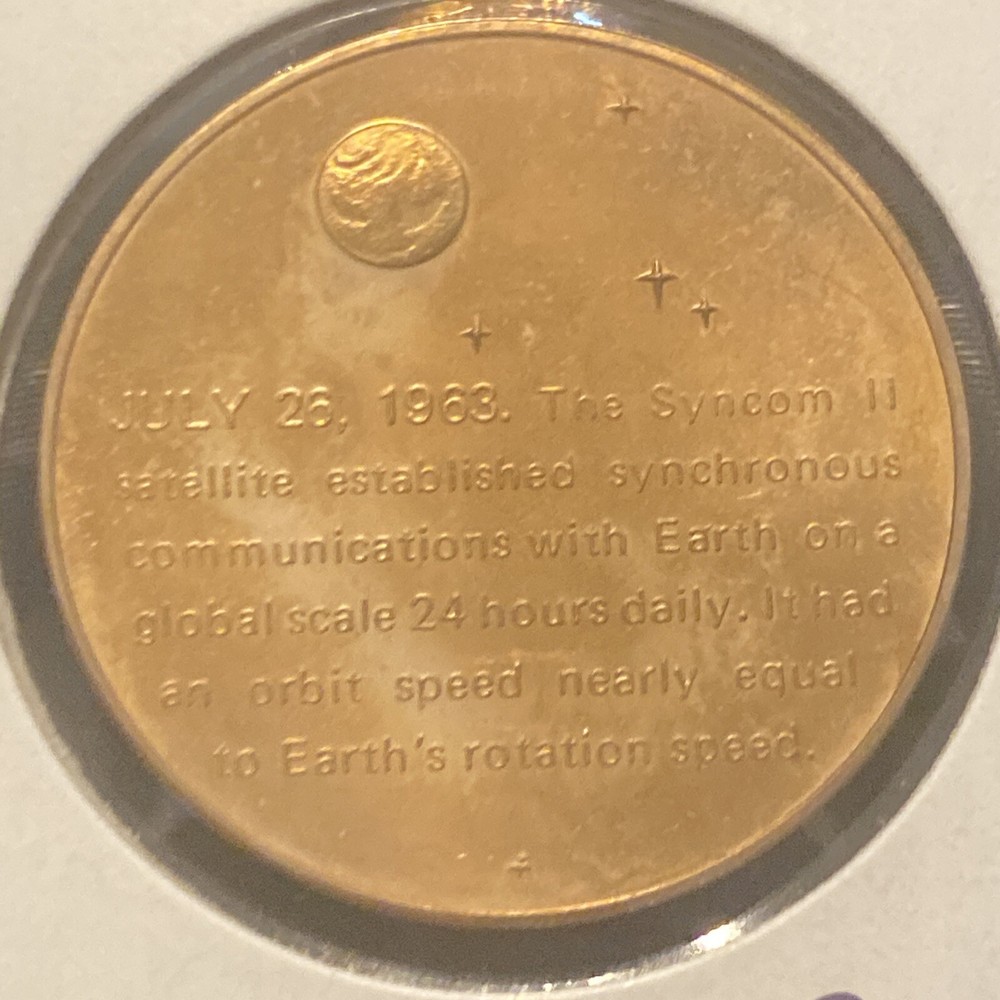 JULY 26, 1963. The Syncom II
satellite established synchronous
communications with Earth on a
global scale 24 hours daily. It had
an orbit speed nearly equal
to Earth's rotation speed.